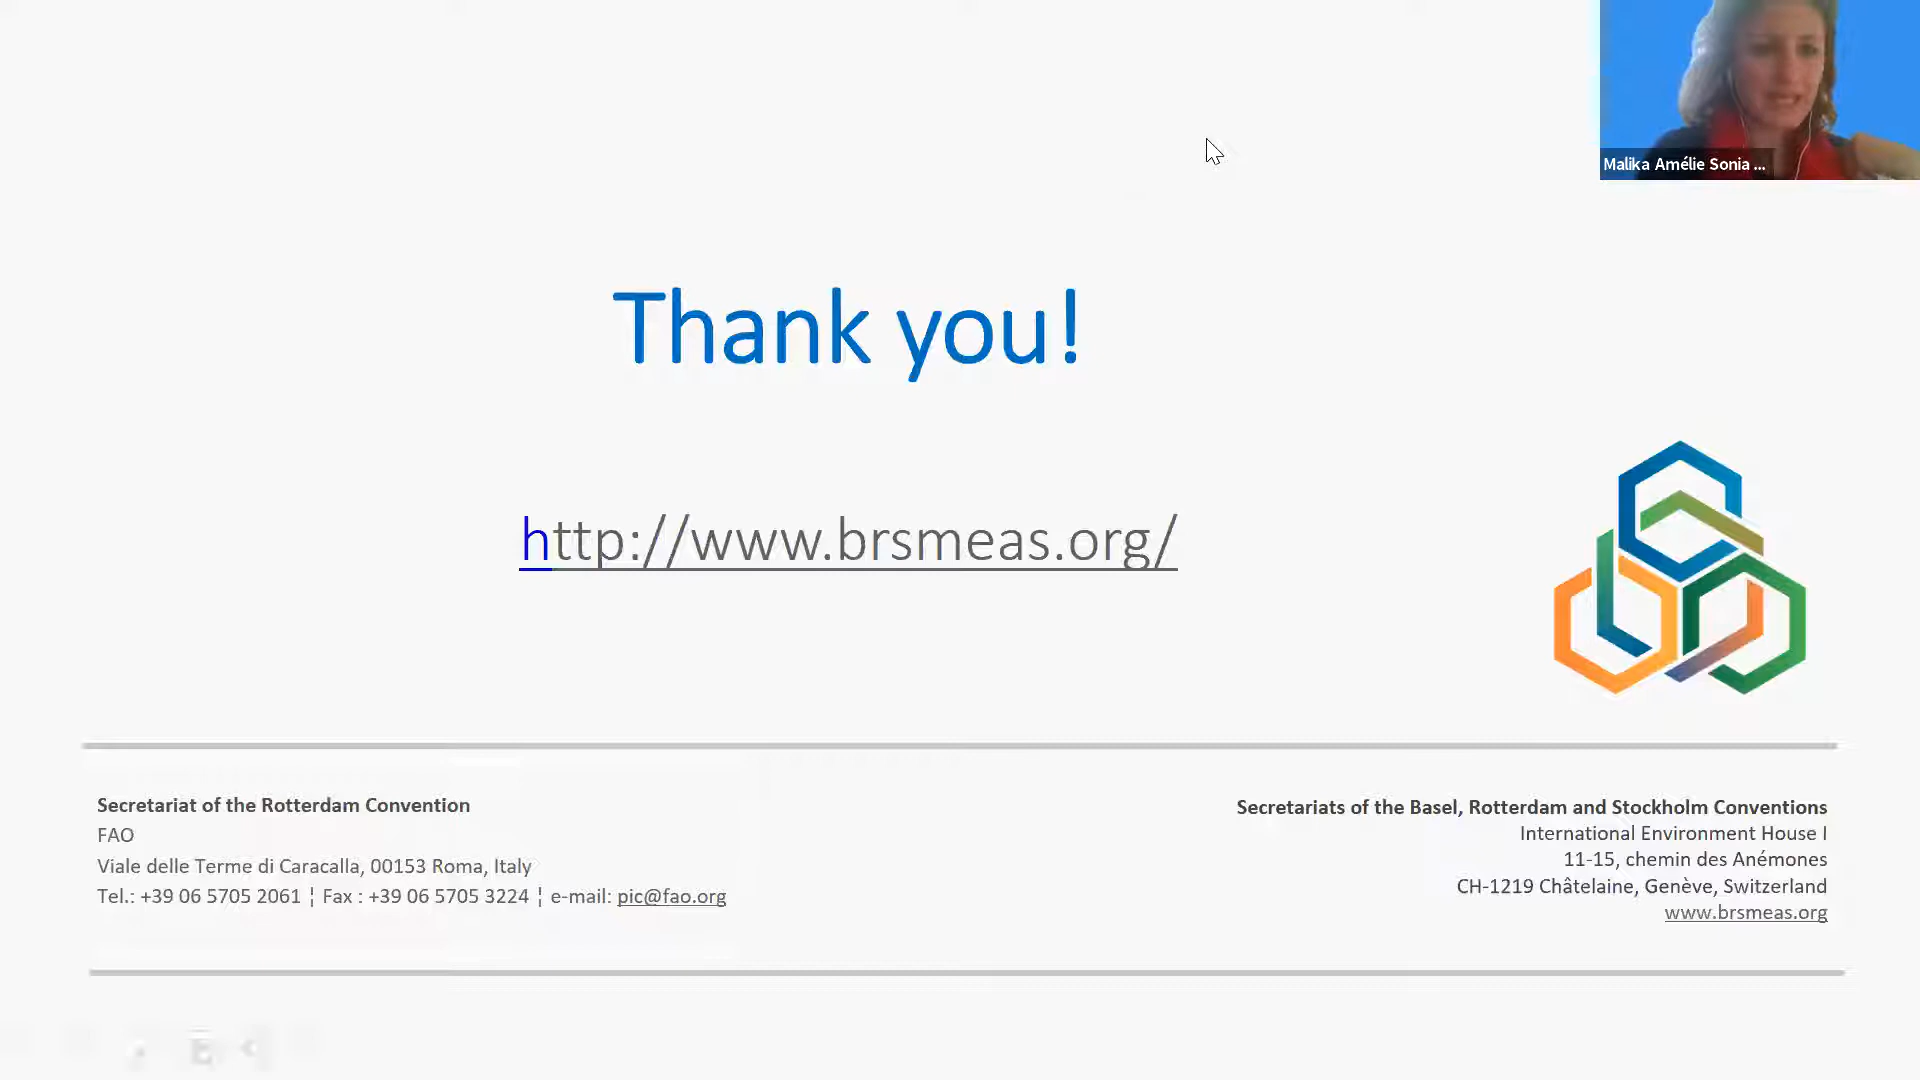 Malika Amélie Sonia ...
Thank you!
http://www.brsmeas.org/
Secretariat of the Rotterdam Convention
FAO
Viale delle Terme di Caracalla, 00153 Roma, Italy
Tel.: +39 06 5705 2061 ¦ Fax : +39 06 5705 3224 ¦ e-mail: pic@fao.org
Secretariats of the Basel, Rotterdam and Stockholm Conventions
International Environment House I
11-15, chemin des Anémones
CH-1219 Châtelaine, Genève, Switzerland
www.brsmeas.org